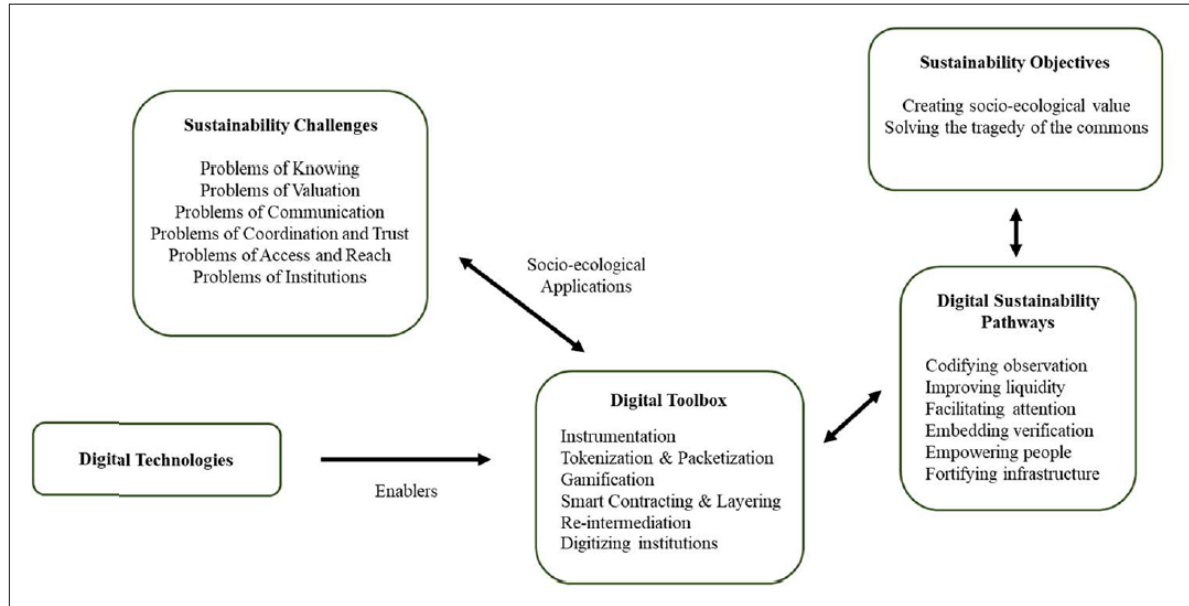 Sustainability Objectives
Creating socio-ecological value
Solving the tragedy of the commons
Sustainability Challenges
Problems of Knowing
Problems of Valuation
Problems of Communication
Problems of Coordination and Trust
Problems of Access and Reach
Problems of Institutions
Socio-ecological
Applications
Digital Sustainability
Pathways
Codifying observation
Improving liquidity
Facilitating attention
Embedding verification
Empowering people
Fortifying infrastructure
Digital Toolbox
Instrumentation
Tokenization & Packetization
Gamification
Smart Contracting & Layering
Re-intermediation
Digitizing institutions
Digital Technologies
Enablers